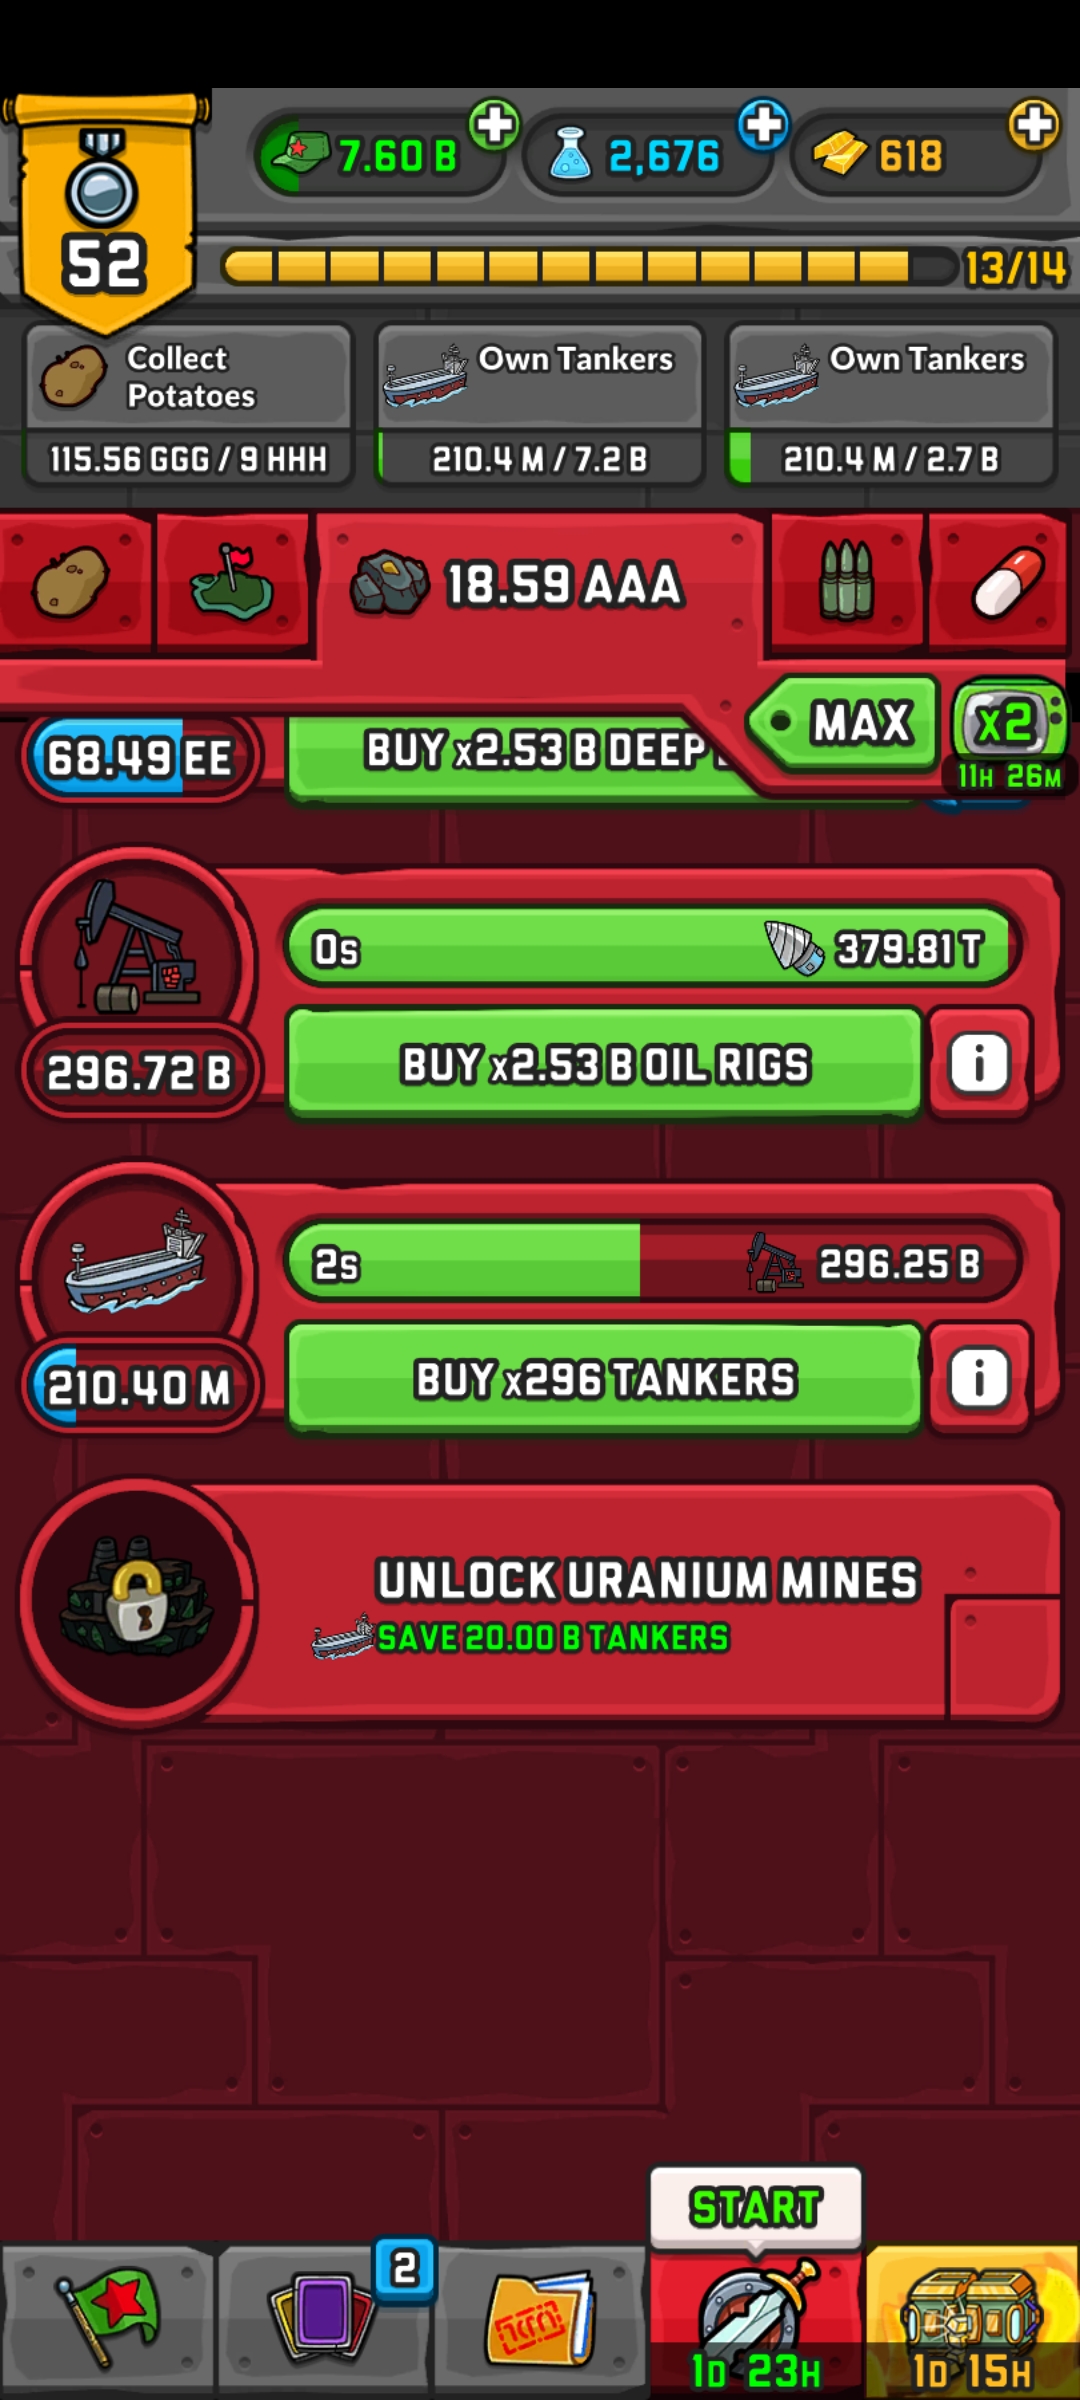 7.60 B
2,676
618
52
13/14
Collect
Potatoes
115.56 GGG / 9 HHH
Own Tankers
210.4 M / 7.2 B
Own Tankers
210.4 M / 2.7 B
18.59 AAA
MAX
x2
11H 26M
68.49 EE
BUY x2.53 B DEEP
0s
379.81 T
296.72 B
BUY x2.53 B OIL RIGS
i
2s
296.25 B
210.40 M
BUY x296 TANKERS
i
UNLOCK URANIUM MINES
SAVE 20.00 B TANKERS
START
2
1D 23H
1D 15H